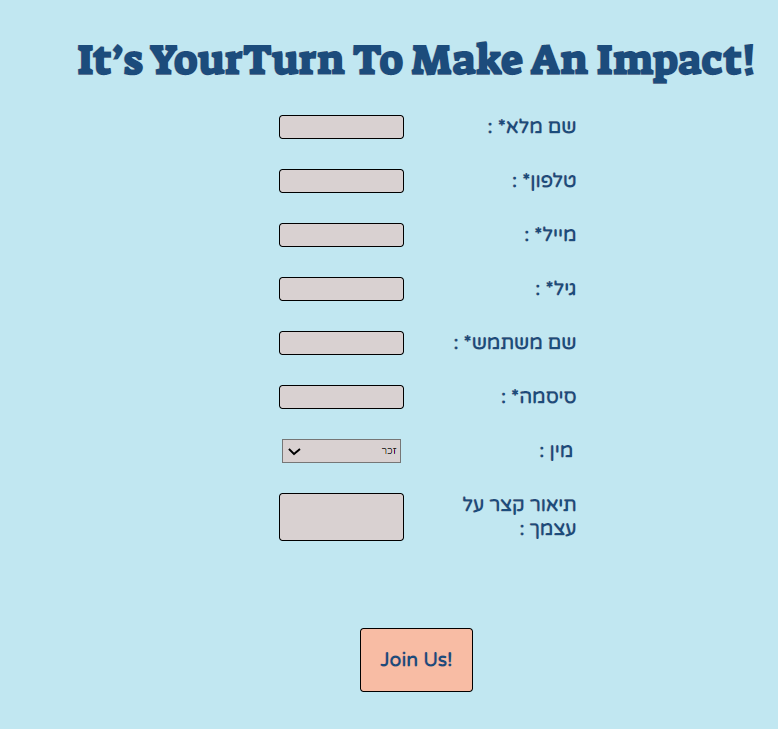 It’s YourTurn To Make An Impact!
שם מלא* :
טלפון* :
מייל* :
גיל* :
שם משתמש* :
סיסמה* :
מין :
זכר
תיאור קצר על
עצמך :
Join Us!